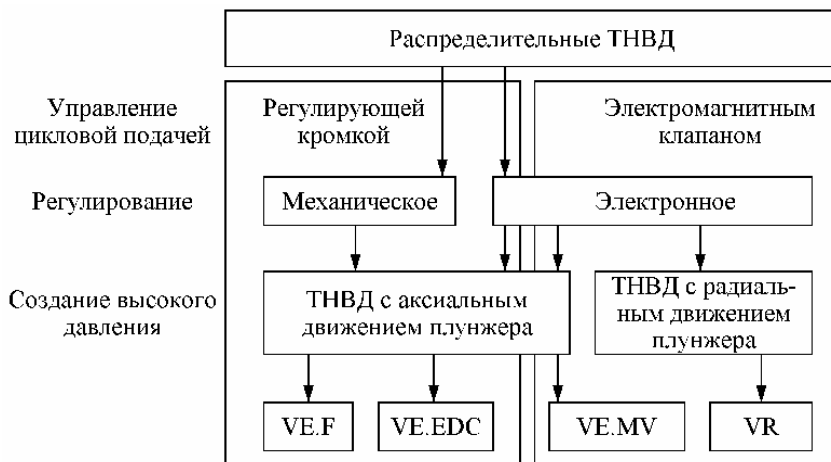 Распределительные ТНВД
Управление
цикловой подачей
Регулирующей
кромкой
Электромагнитным
клапаном
Регулирование
Механическое
Электронное
Создание высокого
давления
ТНВД с аксиальным
движением плунжера
ТНВД с радиаль-
ным движением
плунжера
VE.F
VE.EDC
VE.MV
VR